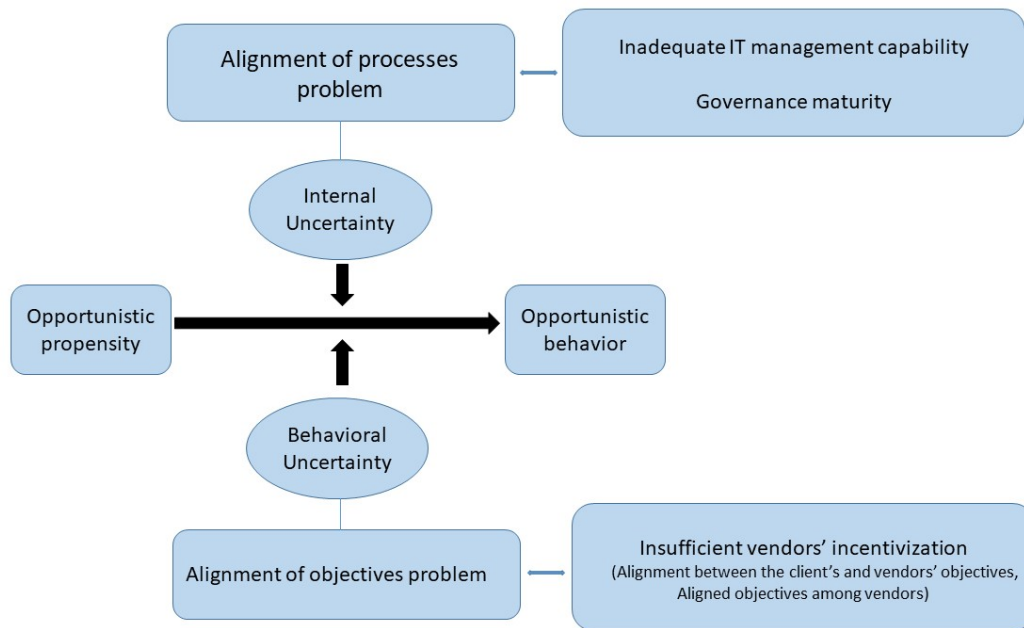 Alignment of processes
problem
Inadequate IT management capability
Governance maturity
Internal
Uncertainty
Opportunistic
propensity
Opportunistic
behavior
Behavioral
Uncertainty
Alignment of objectives problem
Insufficient vendors’ incentivization
(Alignment between the client’s and vendors’ objectives,
Aligned objectives among vendors)